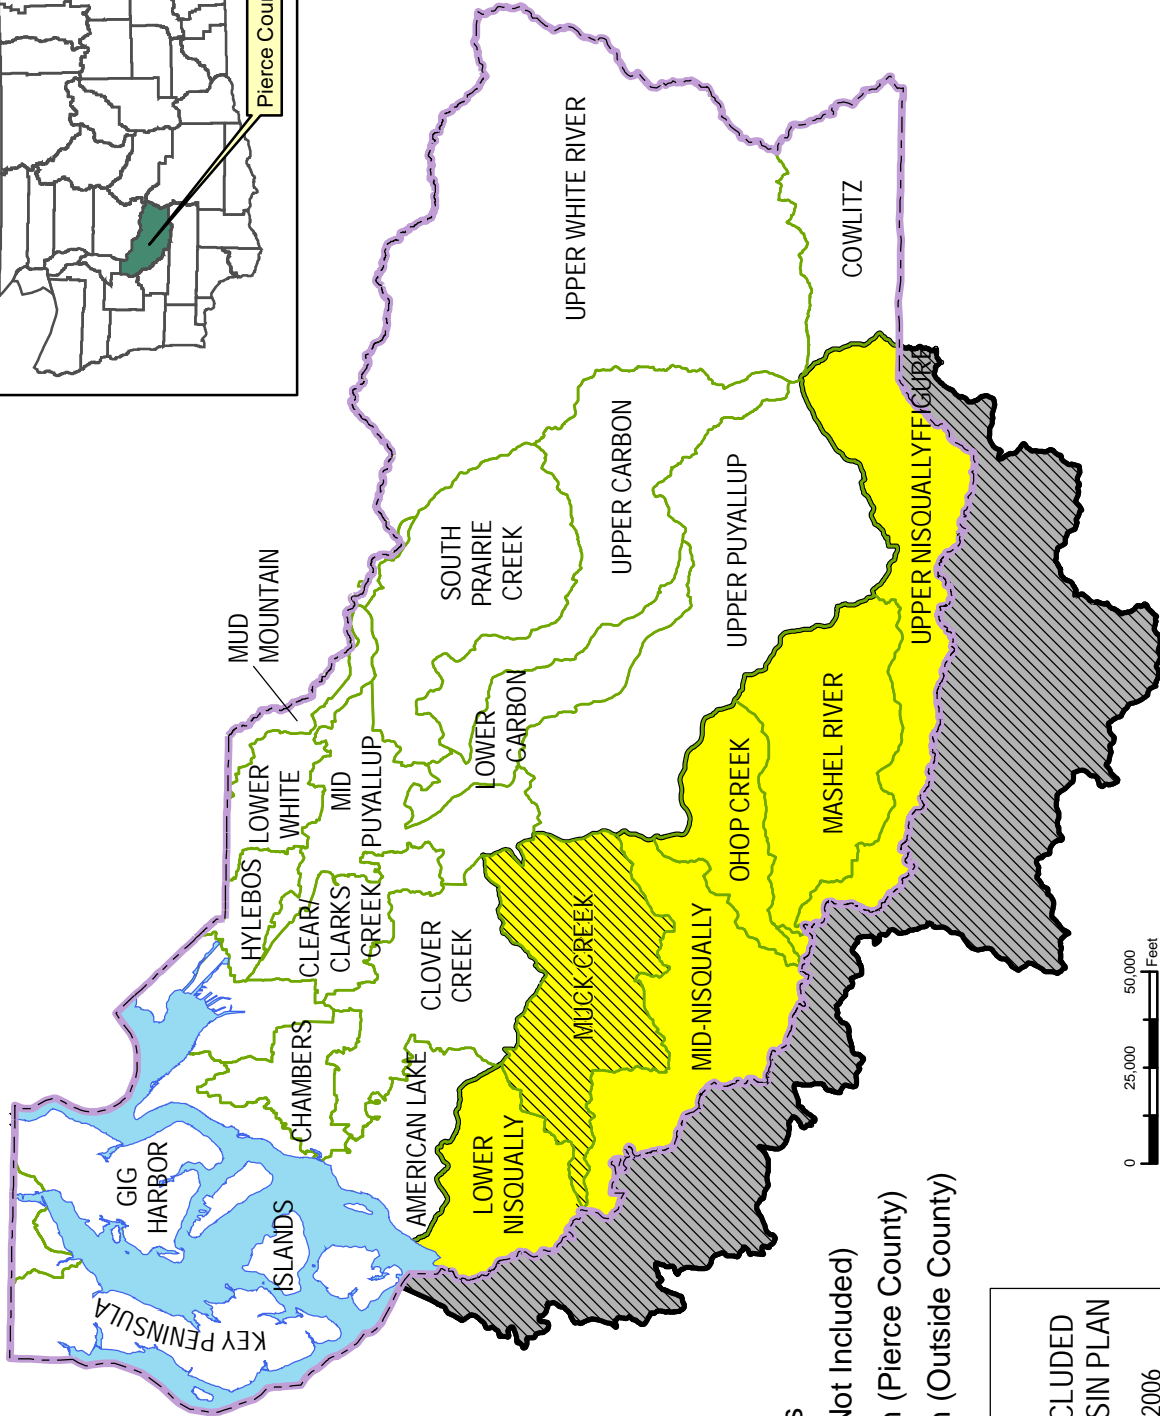 Pierce Cou
UPPER WHITE RIVER
COWLITZ
UPPER CARBON
UPPER PUYALLUP
SOUTH
PRAIRIE
CREEK
UPPER NISQUALLYFFIGURE
MUD
MOUNTAIN
LOWER
CARBON
MASHEL RIVER
OHOP CREEK
LOWER
WHITE
MID
PUYALLUP
HYLEBOS
CLEAR/
CLARKS
CREEK
CLOVER
CREEK
MUCK CREEK
MID-NISQUALLY
CHAMBERS
AMERICAN LAKE
LOWER
NISQUALLY
GIG
HARBOR
ISLANDS
KEY PENINSULA
0 25,000 50,000
Feet
s
Not Included)
n (Pierce County)
n (Outside County)
CLUDED
SIN PLAN
2006